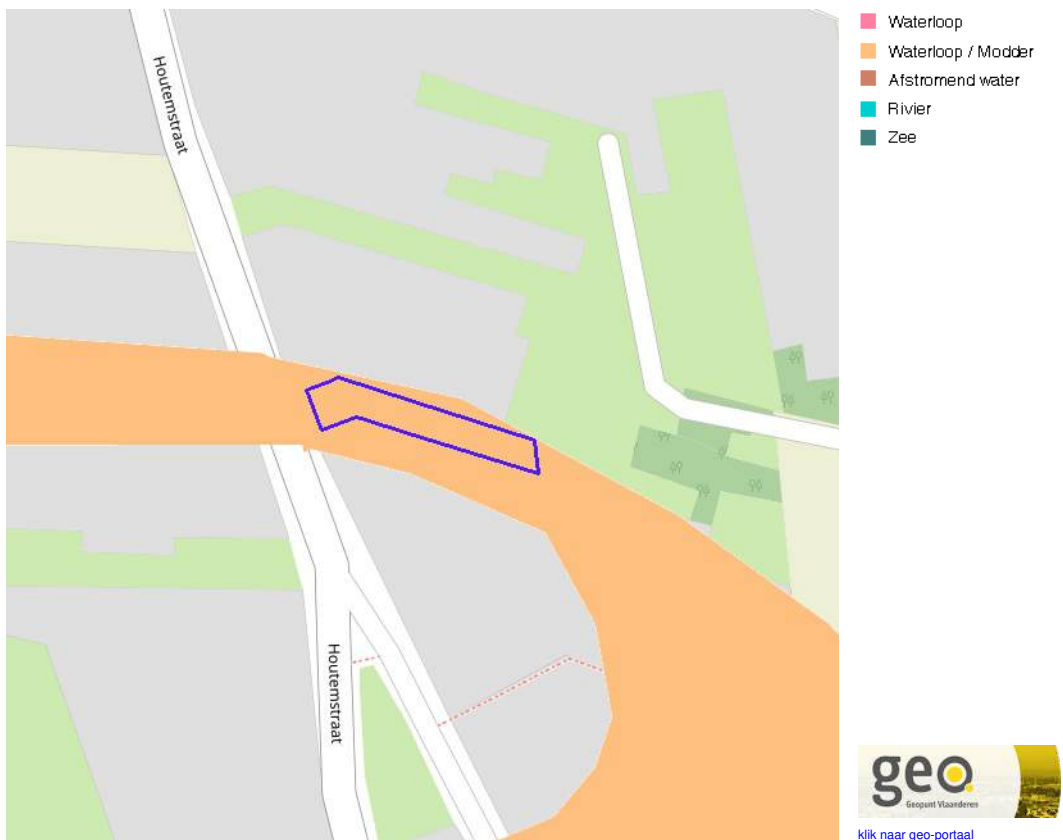 Houtemstraat
Houtemstraat
Waterloop
Waterloop / Modder
Afstromend water
Rivier
Zee
geo
Geopunt Vlaanderen
klik naar geo-portaal